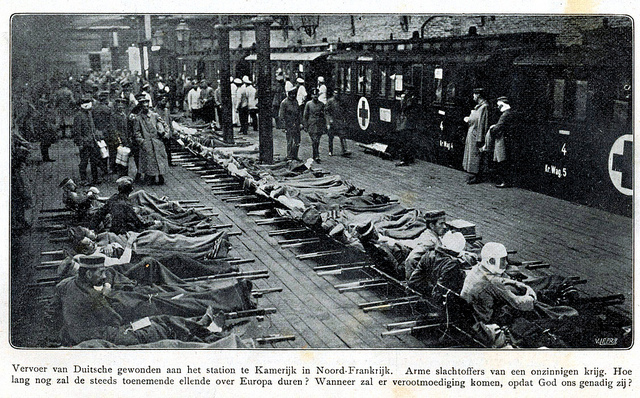 4
Kr.Wag.5
4
Vervoer van Duitsche gewonden aan het station te Kamerijk in Noord-Frankrijk. Arme slachtoffers van een onzinnigen krijg. Hoe
lang nog zal de steeds toenemende ellende over Europa duren? Wanneer zal er verootmoediging komen, opdat God ons genadig zij?